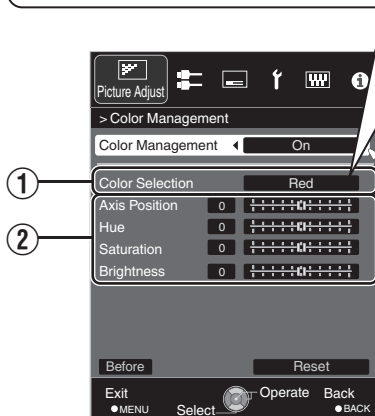 Picture Adjust
> Color Management
Color Management On
① Color Selection Red
② Axis Position 0
Hue 0
Saturation 0
Brightness 0
Before Reset
Exit Operate Back
MENU Select BACK